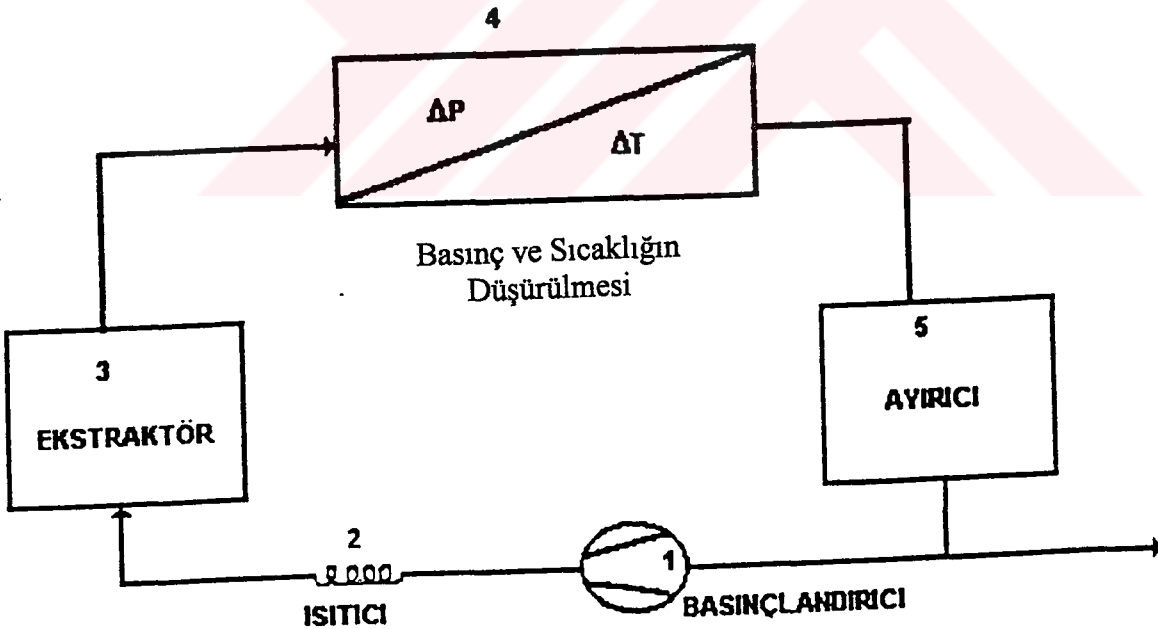 4
ΔP
ΔT
Basınç ve Sıcaklığın
Düşürülmesi
3
EKSTRAKTÖR
5
AYIRICI
2
ISITICI
1
BASINÇLANDIRICI